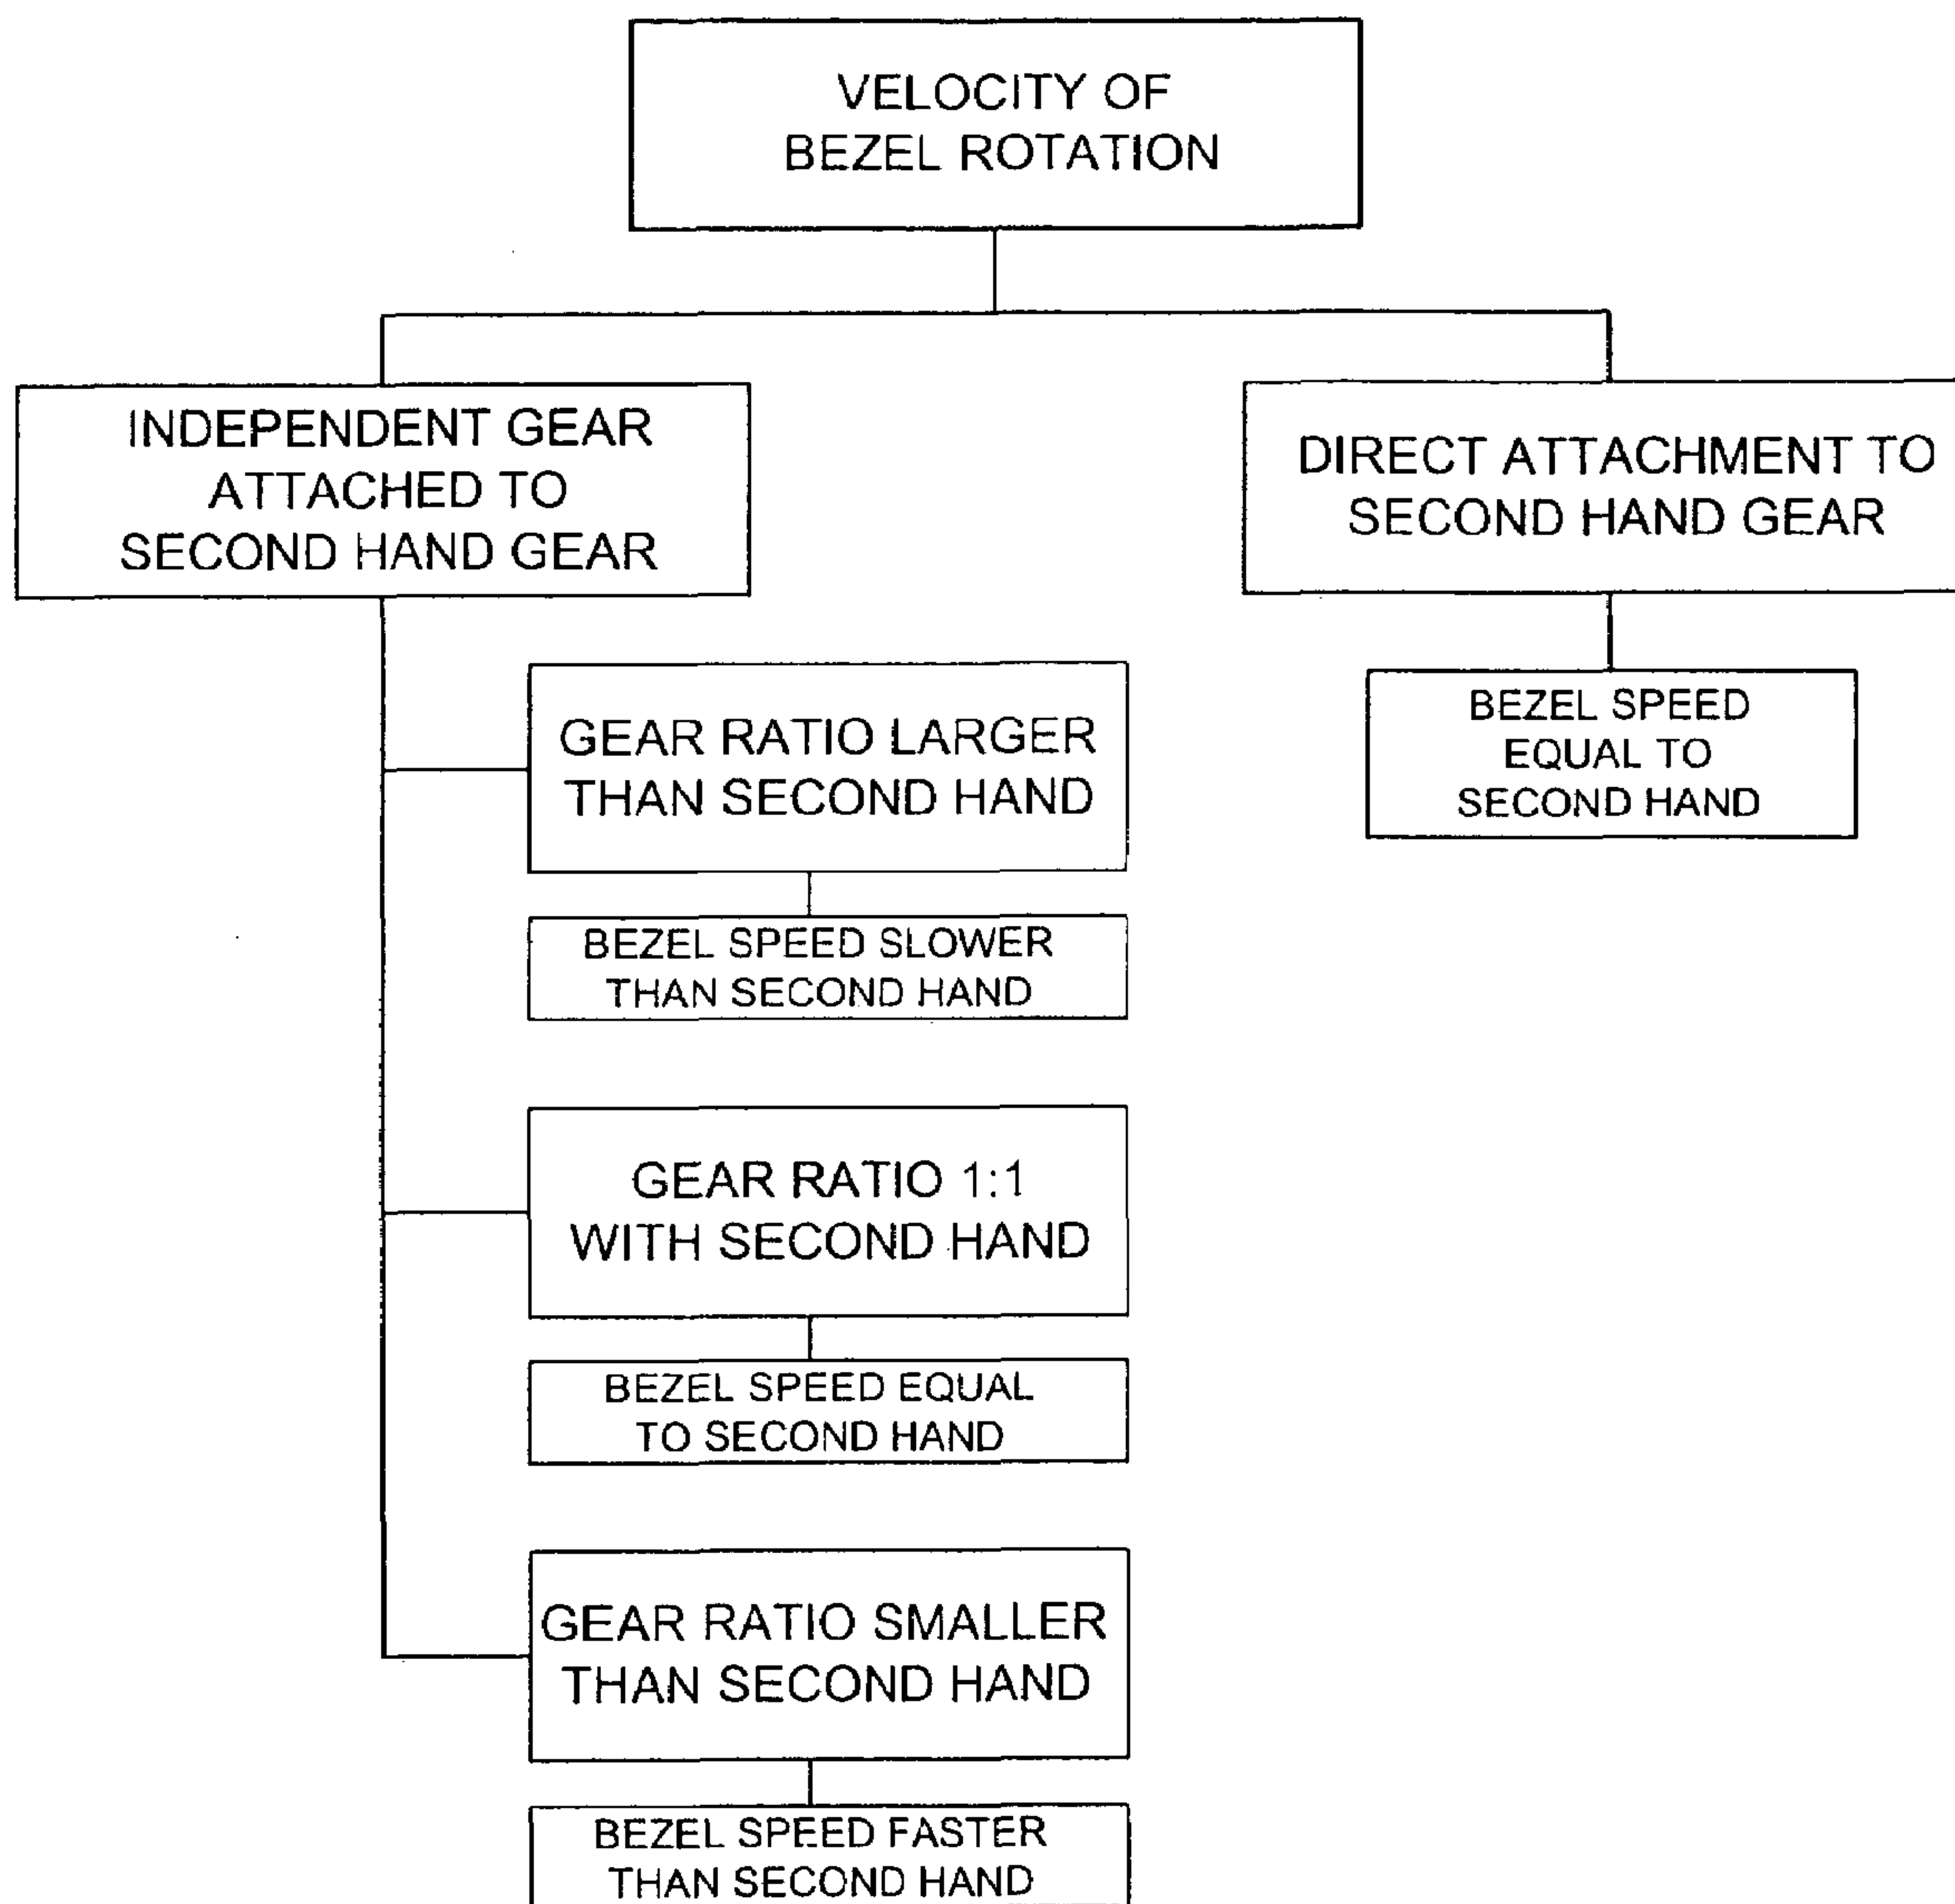 VELOCITY OF
BEZEL ROTATION
INDEPENDENT GEAR
ATTACHED TO
SECOND HAND GEAR
DIRECT ATTACHMENT TO
SECOND HAND GEAR
GEAR RATIO LARGER
THAN SECOND HAND
BEZEL SPEED SLOWER
THAN SECOND HAND
GEAR RATIO 1:1
WITH SECOND HAND
BEZEL SPEED EQUAL
TO SECOND HAND
GEAR RATIO SMALLER
THAN SECOND HAND
BEZEL SPEED FASTER
THAN SECOND HAND
BEZEL SPEED
EQUAL TO
SECOND HAND